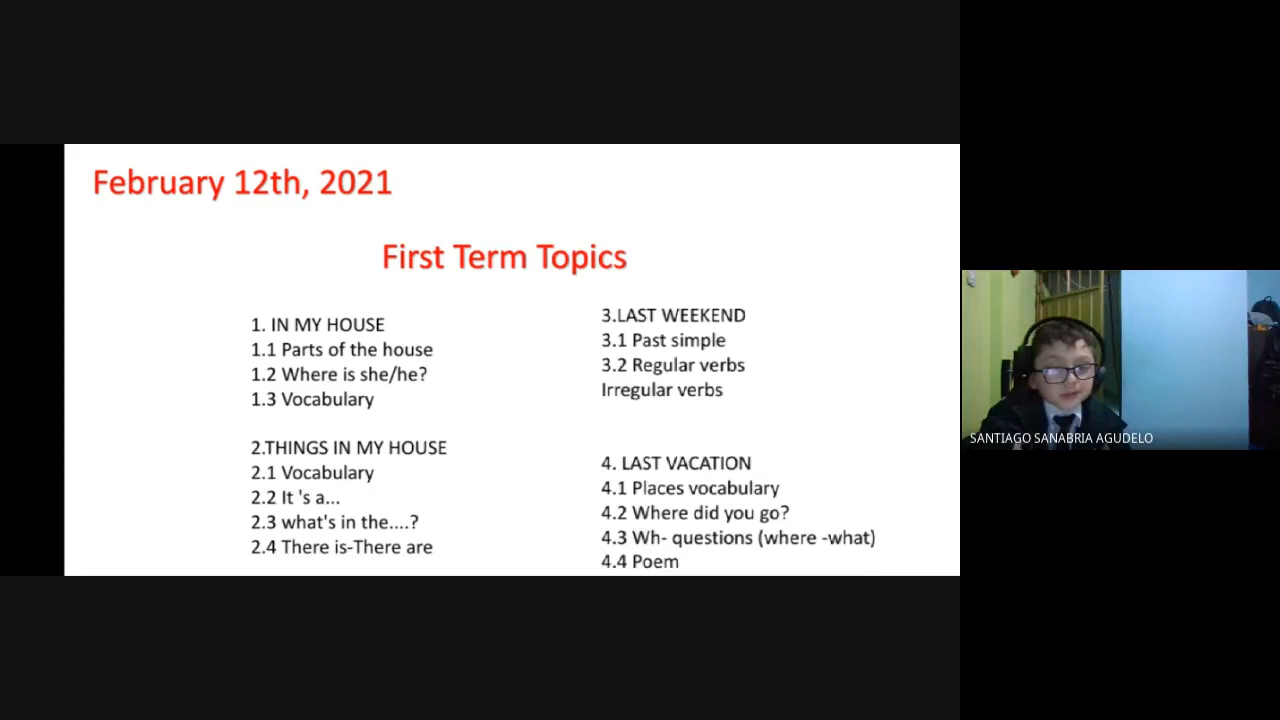 February 12th, 2021
First Term Topics
1. IN MY HOUSE
1.1 Parts of the house
1.2 Where is she/he?
1.3 Vocabulary
2.THINGS IN MY HOUSE
2.1 Vocabulary
2.2 It 's a...
2.3 what's in the....?
2.4 There is-There are
3.LAST WEEKEND
3.1 Past simple
3.2 Regular verbs
Irregular verbs
4. LAST VACATION
4.1 Places vocabulary
4.2 Where did you go?
4.3 Wh- questions (where -what)
4.4 Poem
SANTIAGO SANABRIA AGUDELO